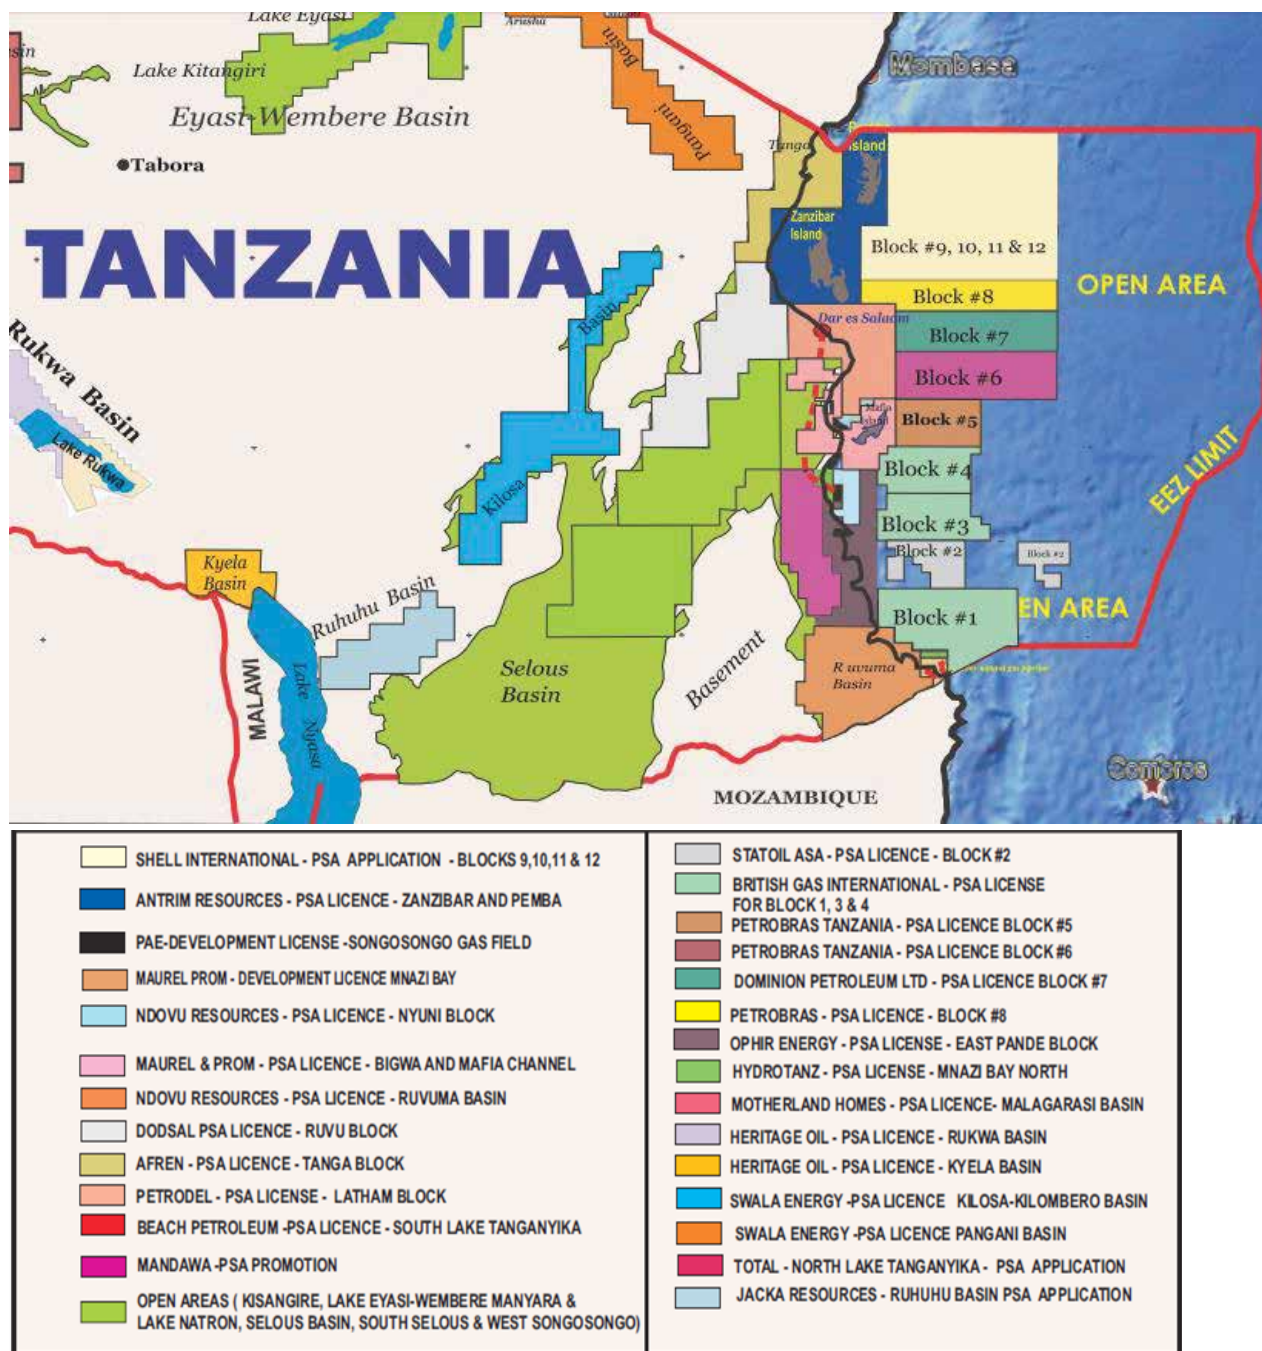 Lake Eyasi
Arusha
Lake Kitangiri
Basin
Pangani
Mombasa
Eyasi-Wembere Basin
Tabora
Tanga
Island
TANZANIA
Zanzibar
Island
Block #9, 10, 11 & 12
OPEN AREA
Block #8
Basin
Dar es Salaam
Block #7
Rukwa Basin
Block #6
Mafia
Island
Block #5
Lake Rukwa
Block #4
EEZ LIMIT
Kilosa
Block #3
Block #2
Block #2
Kyela
Basin
Ruhuhu Basin
EN AREA
Block #1
MALAWI
Lake Nyasa
Selous
Basin
Basement
R uvuma
Basin
Comoros
MOZAMBIQUE
SHELL INTERNATIONAL - PSA APPLICATION - BLOCKS 9,10,11 & 12
ANTRIM RESOURCES - PSA LICENCE - ZANZIBAR AND PEMBA
PAE-DEVELOPMENT LICENSE -SONGOSONGO GAS FIELD
MAUREL PROM - DEVELOPMENT LICENCE MNAZI BAY
NDOVU RESOURCES - PSA LICENCE - NYUNI BLOCK
MAUREL & PROM - PSA LICENCE - BIGWA AND MAFIA CHANNEL
NDOVU RESOURCES - PSA LICENCE - RUVUMA BASIN
DODSAL PSA LICENCE - RUVU BLOCK
AFREN - PSA LICENCE - TANGA BLOCK
PETRODEL - PSA LICENSE - LATHAM BLOCK
BEACH PETROLEUM -PSA LICENCE - SOUTH LAKE TANGANYIKA
MANDAWA -PSA PROMOTION
OPEN AREAS ( KISANGIRE, LAKE EYASI-WEMBERE MANYARA &
LAKE NATRON, SELOUS BASIN, SOUTH SELOUS & WEST SONGOSONGO)
STATOIL ASA - PSA LICENCE - BLOCK #2
BRITISH GAS INTERNATIONAL - PSA LICENSE
FOR BLOCK 1, 3 & 4
PETROBRAS TANZANIA - PSA LICENCE BLOCK #5
PETROBRAS TANZANIA - PSA LICENCE BLOCK #6
DOMINION PETROLEUM LTD - PSA LICENCE BLOCK #7
PETROBRAS - PSA LICENCE - BLOCK #8
OPHIR ENERGY - PSA LICENSE - EAST PANDE BLOCK
HYDROTANZ - PSA LICENSE - MNAZI BAY NORTH
MOTHERLAND HOMES - PSA LICENCE- MALAGARASI BASIN
HERITAGE OIL - PSA LICENCE - RUKWA BASIN
HERITAGE OIL - PSA LICENCE - KYELA BASIN
SWALA ENERGY -PSA LICENCE KILOSA-KILOMBERO BASIN
SWALA ENERGY -PSA LICENCE PANGANI BASIN
TOTAL - NORTH LAKE TANGANYIKA - PSA APPLICATION
JACKA RESOURCES - RUHUHU BASIN PSA APPLICATION